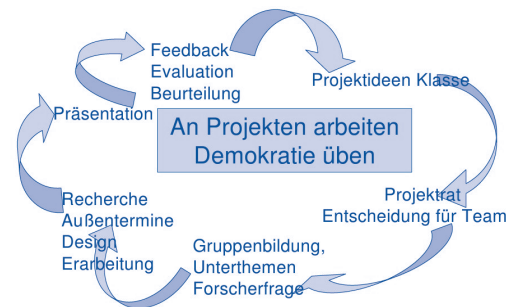 Feedback
Evaluation
Beurteilung
Projektideen Klasse
Präsentation
An Projekten arbeiten
Demokratie üben
Recherche
Außentermine
Design
Erarbeitung
Projektrat
Entscheidung für Team
Gruppenbildung,
Unterthemen
Forscherfrage